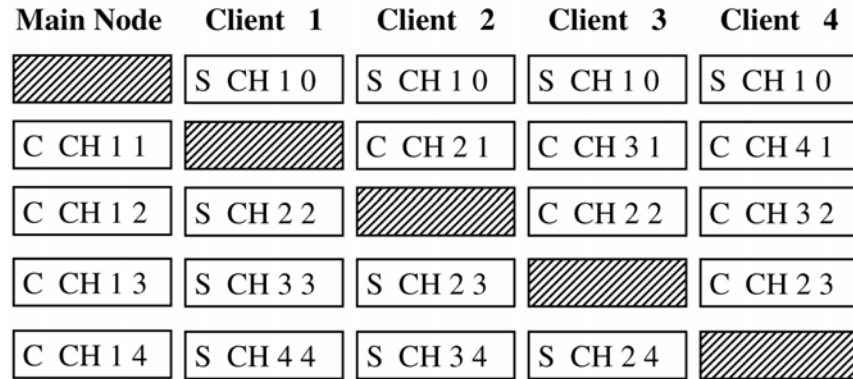 Main Node Client 1 Client 2 Client 3 Client 4
S CH 1 0 S CH 1 0 S CH 1 0 S CH 1 0
C CH 1 1 C CH 2 1 C CH 3 1 C CH 4 1
C CH 1 2 S CH 2 2 C CH 2 2 C CH 3 2
C CH 1 3 S CH 3 3 S CH 2 3 C CH 2 3
C CH 1 4 S CH 4 4 S CH 3 4 S CH 2 4